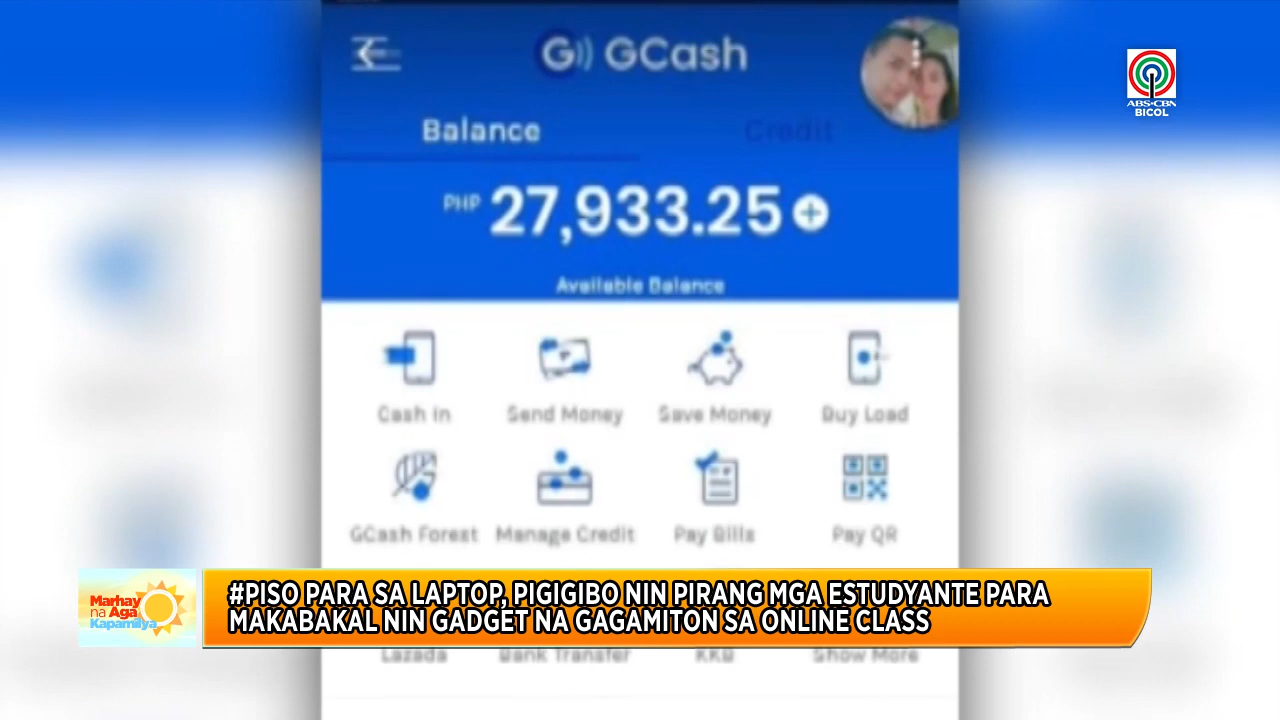 GCash
Balance
Credit
PHP 27,933.25
Available Balance
Cash In
Send Money
Save Money
Buy Load
GCash Forest
Manage Credit
Pay Bills
Pay QR
Lazada
Bank Transfer
KKB
Show More
ABS-CBN
BICOL
Marhay
na Aga
Kapamilya
#PISO PARA SA LAPTOP, PIGIGIBO NIN PIRANG MGA ESTUDYANTE PARA
MAKABAKAL NIN GADGET NA GAGAMITON SA ONLINE CLASS